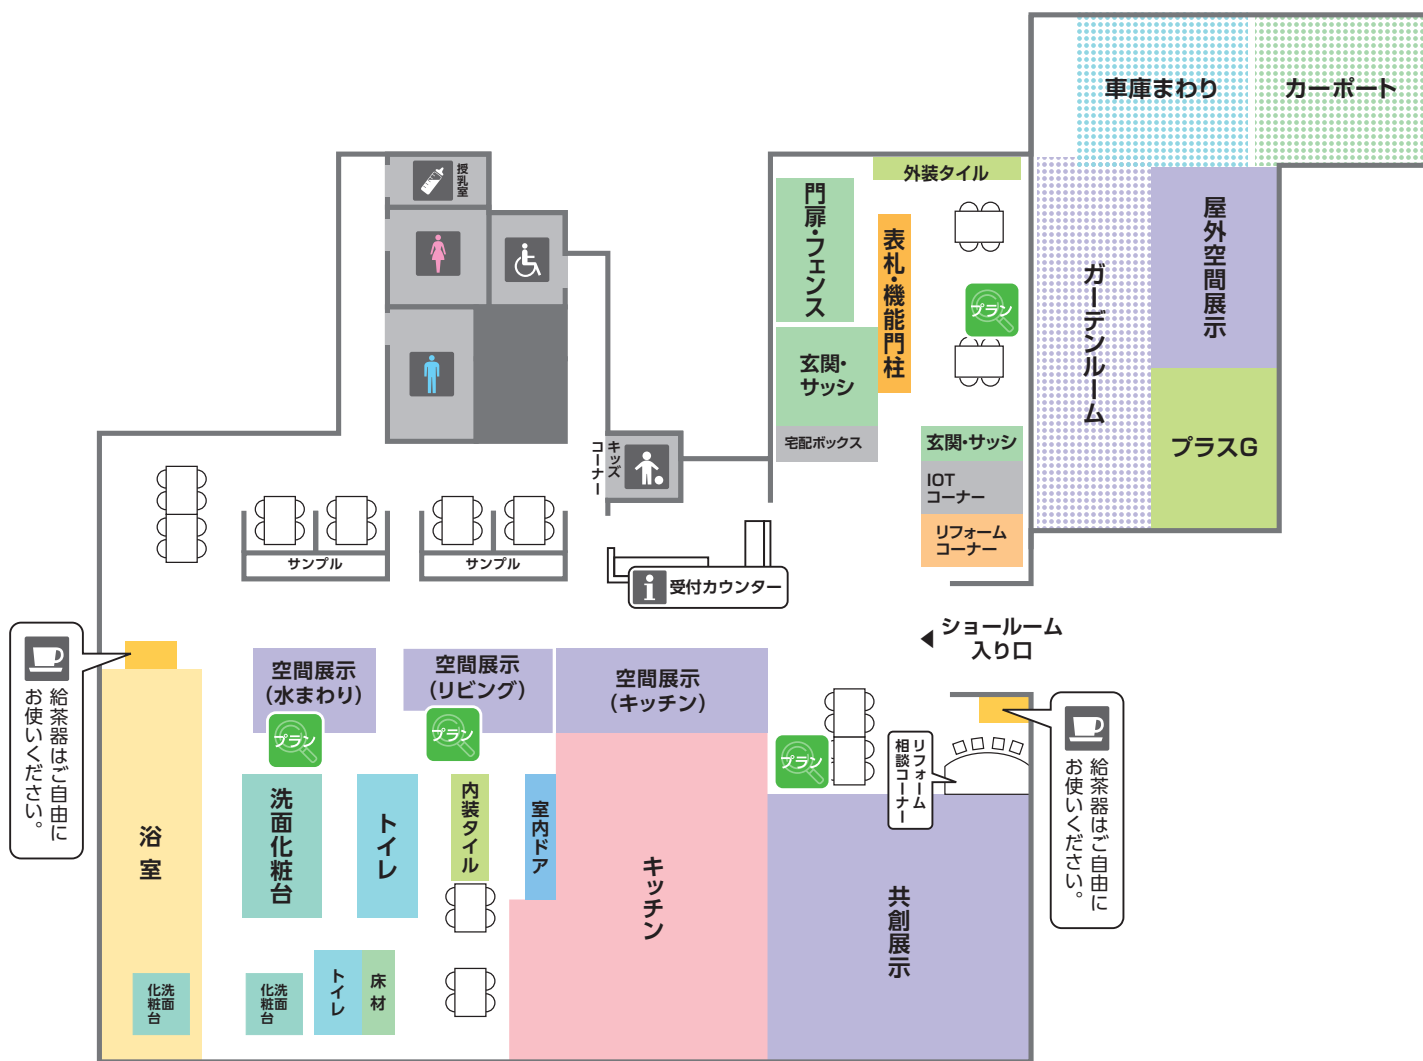 車庫まわり
カーポート
授乳室
外装タイル
門扉・フェンス
表札・機能門柱
プラン
ガーデンルーム
屋外空間展示
玄関・
サッシ
宅配ボックス
玄関・サッシ
IOT
コーナー
リフォーム
コーナー
プラスG
キッズ
コーナー
サンプル
サンプル
i
受付カウンター
ショールーム
入り口
給茶器はご自由に
お使いください。
空間展示
(水まわり)
プラン
空間展示
(リビング)
プラン
空間展示
(キッチン)
プラン
リフォーム
相談コーナー
給茶器はご自由に
お使いください。
浴室
洗面化粧台
トイレ
内装タイル
室内ドア
キッチン
共創展示
洗面
化粧台
洗面
化粧台
トイレ
床材